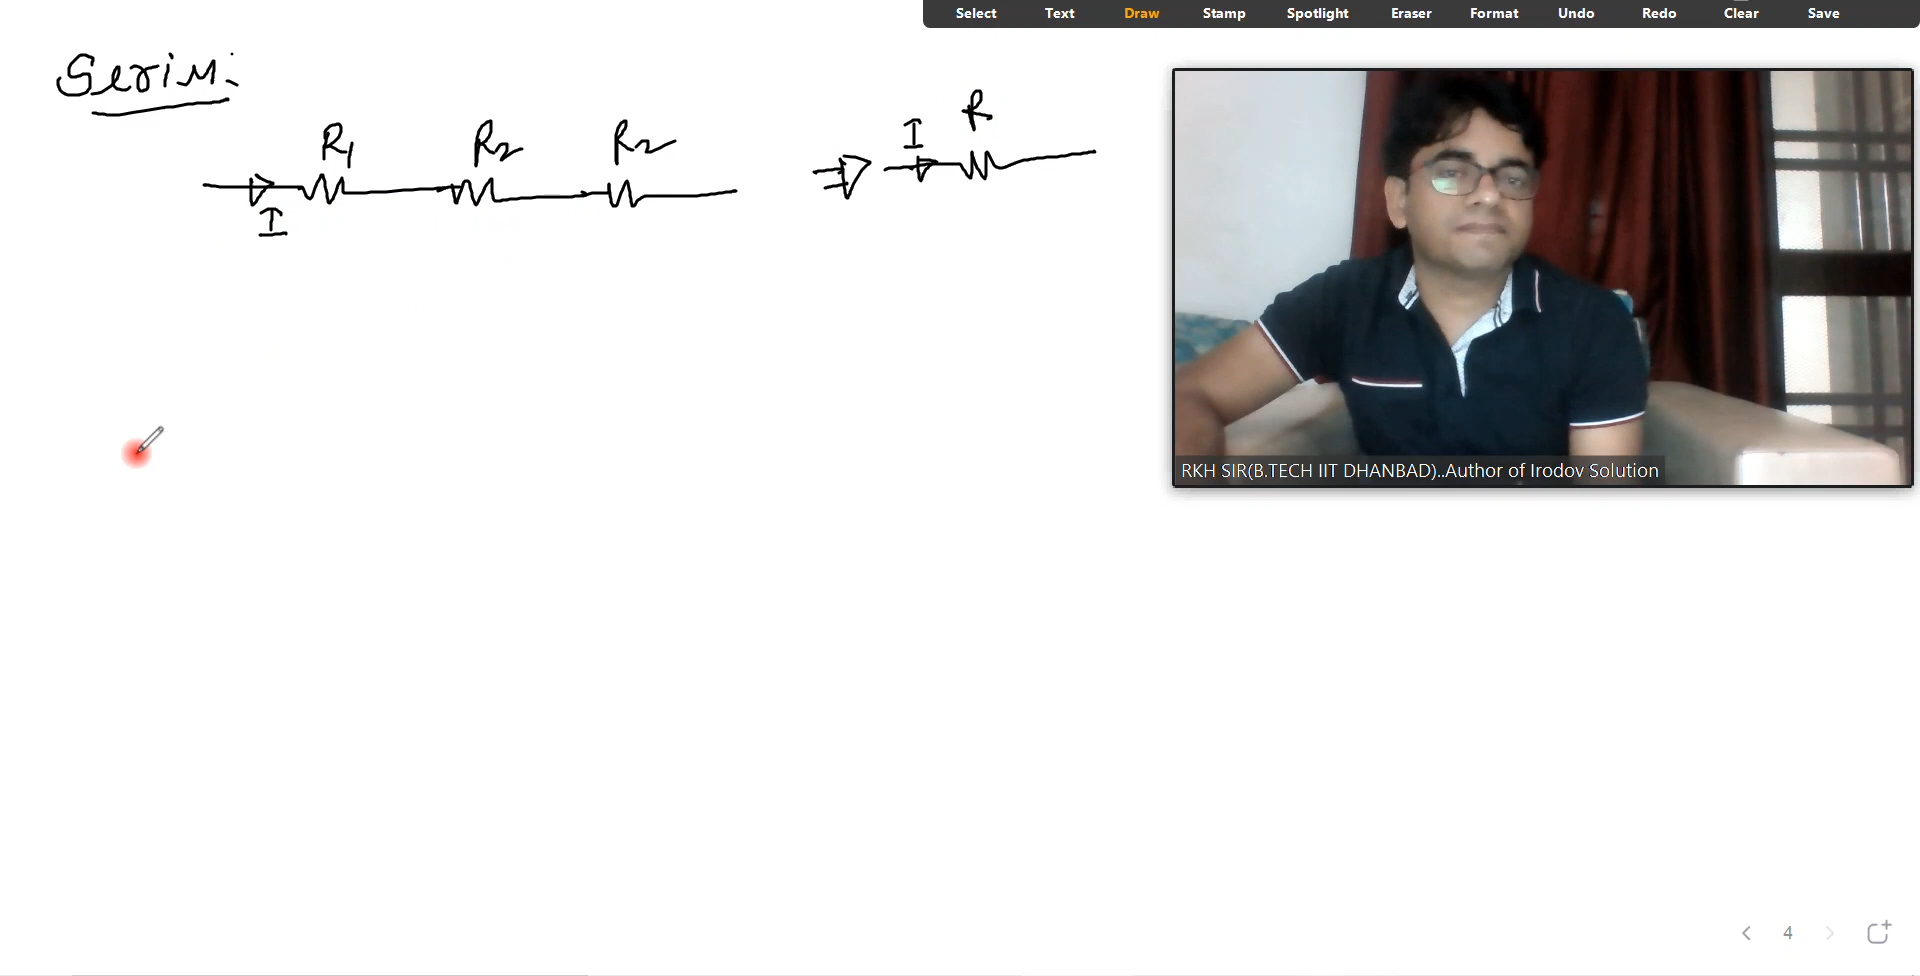 Select Text Draw Stamp Spotlight Eraser Format Undo Redo Clear Save
Series:
R1 R2 R2
I
I R
RKH SIR(B.TECH IIT DHANBAD)..Author of Irodov Solution
4